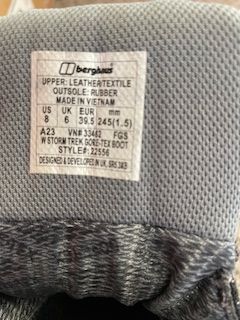 berghaus
UPPER: LEATHER/TEXTILE
OUTSOLE: RUBBER
MADE IN VIETNAM
US UK EUR mm
8 6 39.5 245(1.5)
A23 VN# 33482 FGS
W STORM TREK GORE-TEX BOOT
STYLE# 22556
DESIGNED & DEVELOPED IN UK, SR5 3XB